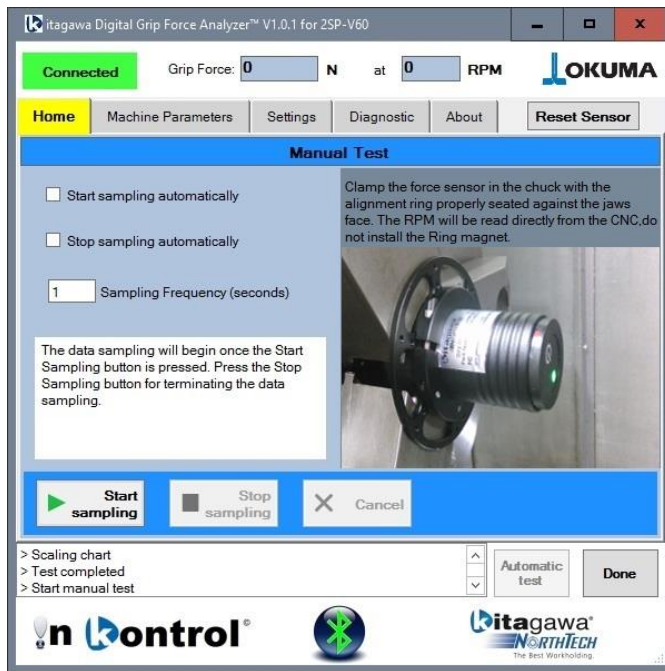 itagawa Digital Grip Force Analyzer™ V1.0.1 for 2SP-V60
Connected
Grip Force: 0 N at 0 RPM
OKUMA
Home
Machine Parameters
Settings
Diagnostic
About
Reset Sensor
Manual Test
Start sampling automatically
Stop sampling automatically
1 Sampling Frequency (seconds)
The data sampling will begin once the Start
Sampling button is pressed. Press the Stop
Sampling button for terminating the data
sampling.
Clamp the force sensor in the chuck with the
alignment ring properly seated against the jaws
face. The RPM will be read directly from the CNC,do
not install the Ring magnet.
Start
sampling
Stop
sampling
Cancel
> Scaling chart
> Test completed
> Start manual test
Automatic
test
Done
in kontrol®
kitagawa®
NORTHTECH
The Best Workholding.